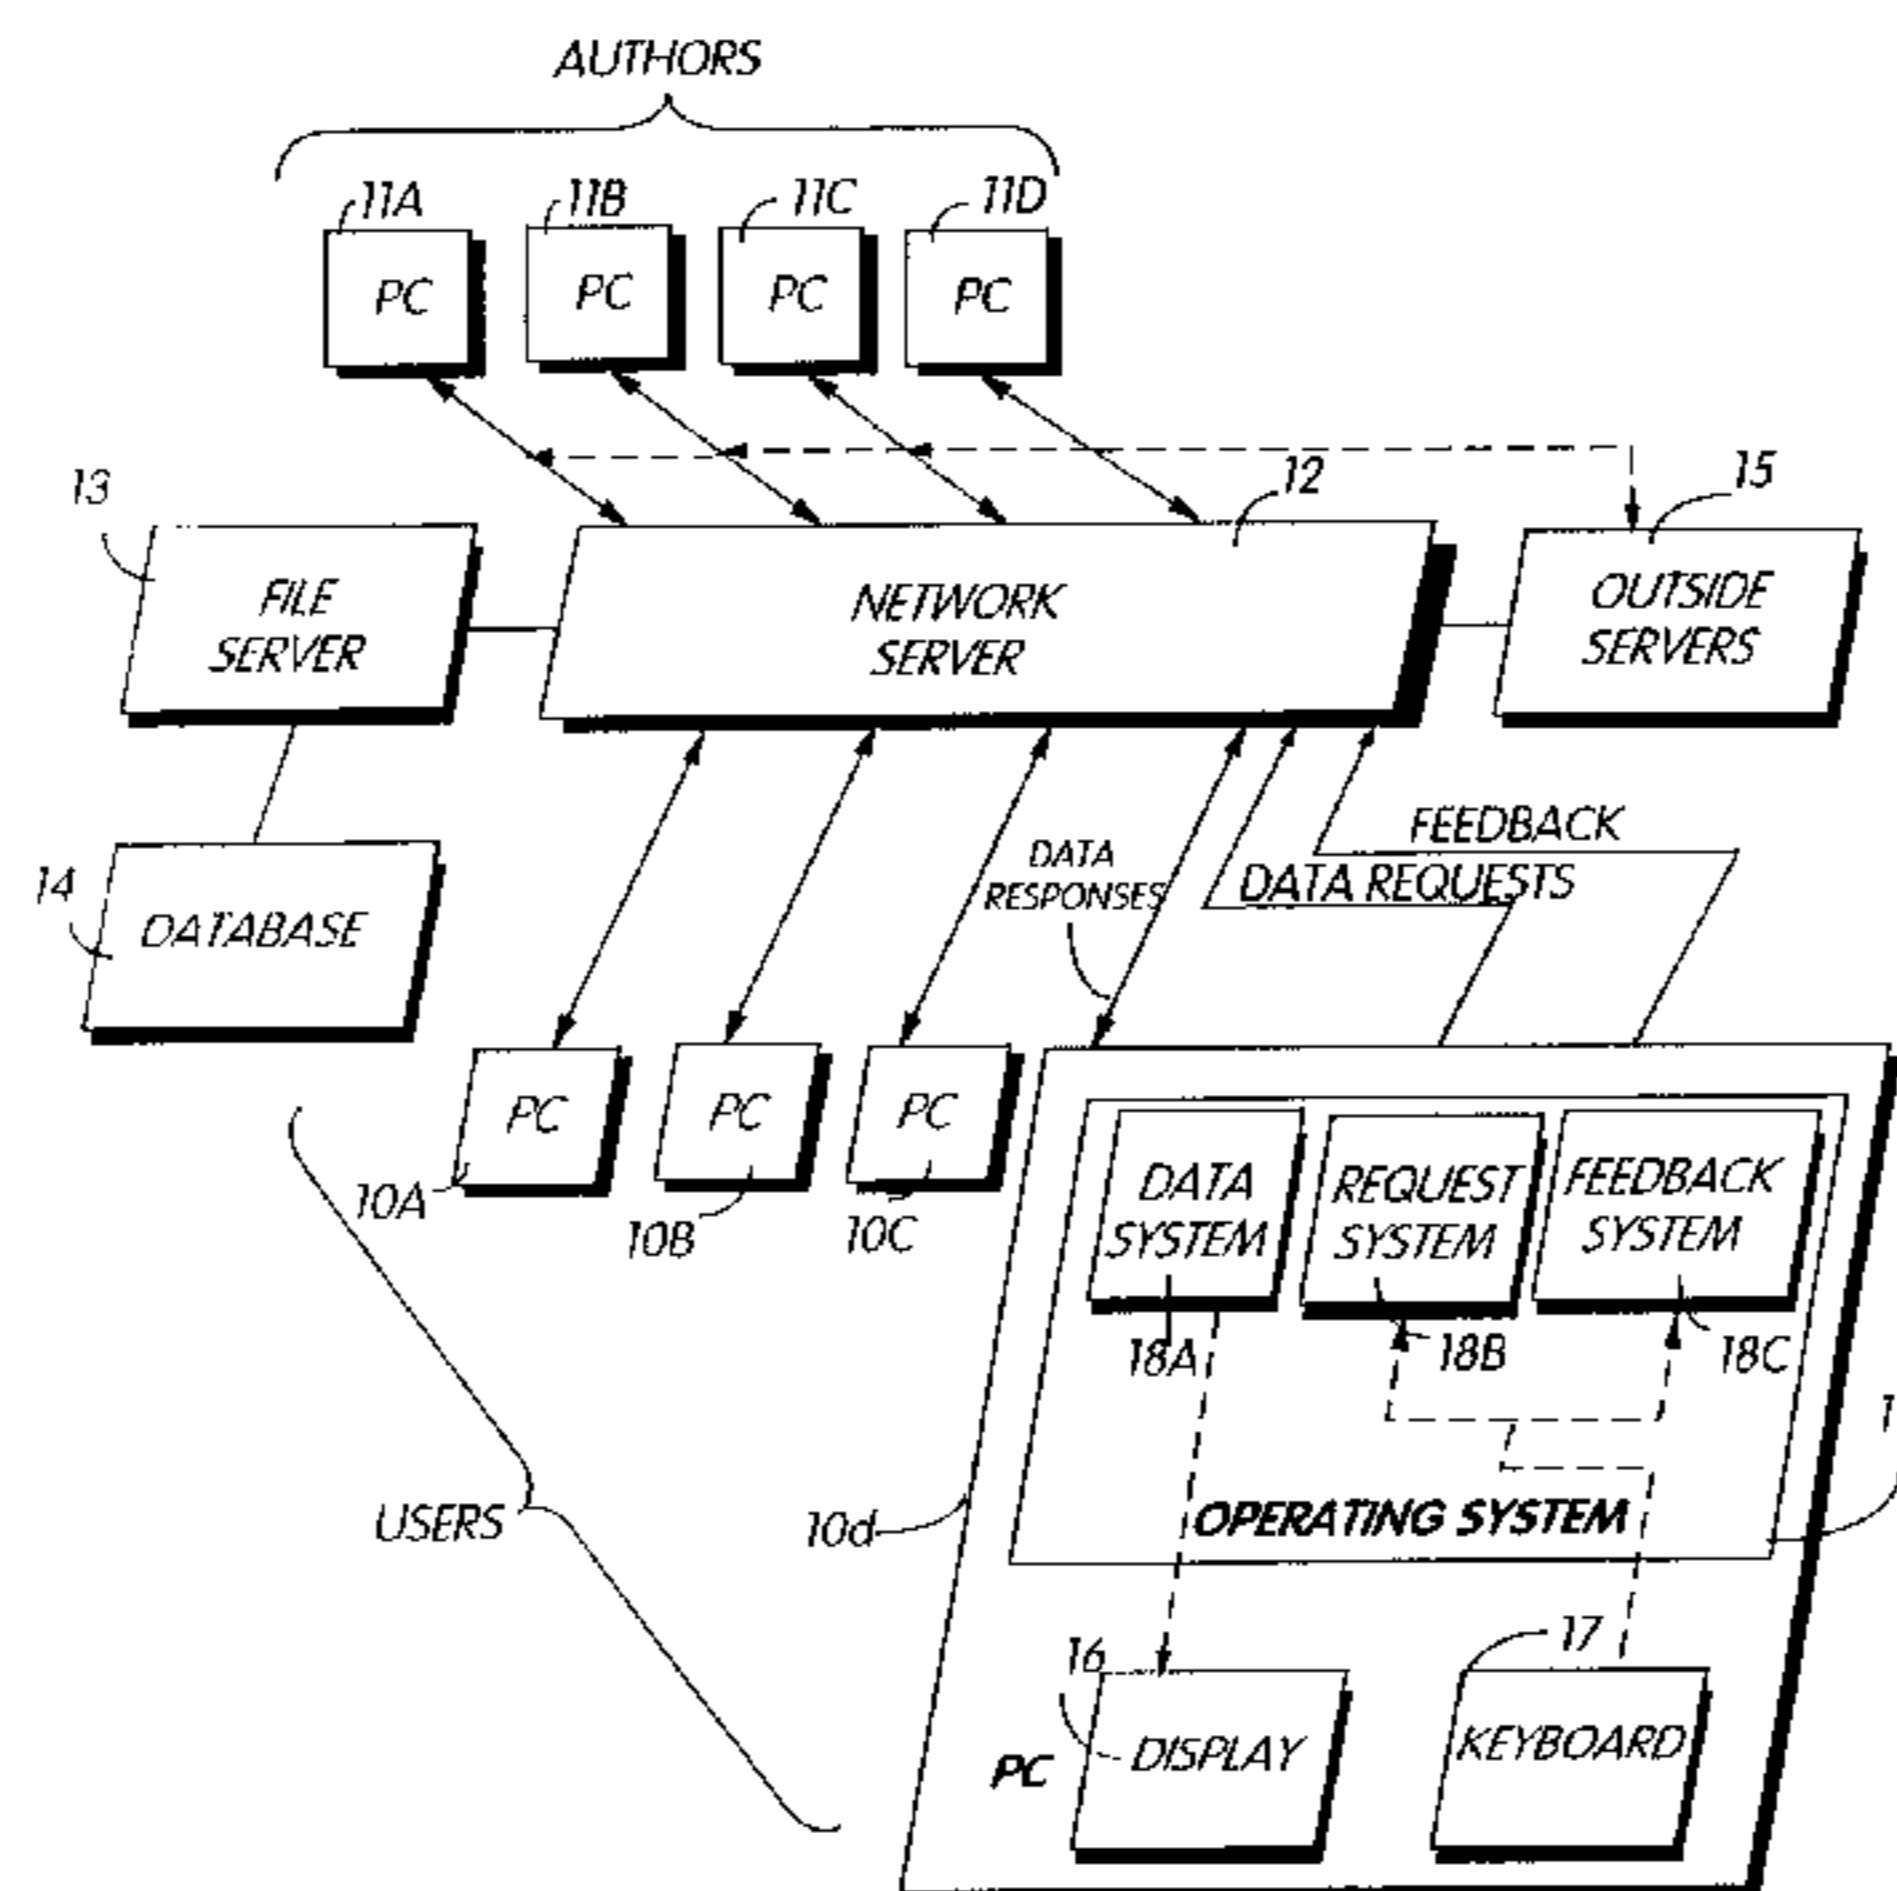 AUTHORS
11A
11B
11C
11D
PC
PC
PC
PC
12
13
15
FILE
SERVER
NETWORK
SERVER
OUTSIDE
SERVERS
FEEDBACK
DATA
RESPONSES
DATA REQUESTS
14
DATABASE
PC
PC
PC
10A
10B
10C
DATA
SYSTEM
REQUEST
SYSTEM
FEEDBACK
SYSTEM
18A
18B
18C
USERS
10d
OPERATING SYSTEM
16
17
PC
DISPLAY
KEYBOARD